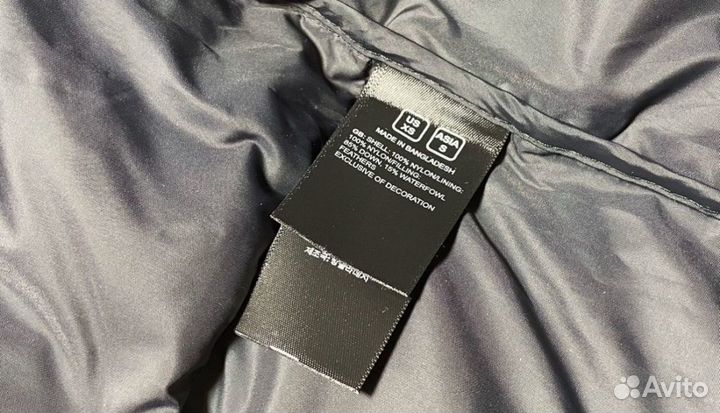 US XS
ASIA S
MADE IN BANGLADESH
GB: SHELL: 100% NYLON/LINING:
100% NYLON/FILLING:
85% DOWN, 15% WATERFOWL
FEATHERS
EXCLUSIVE OF DECORATION
Avito